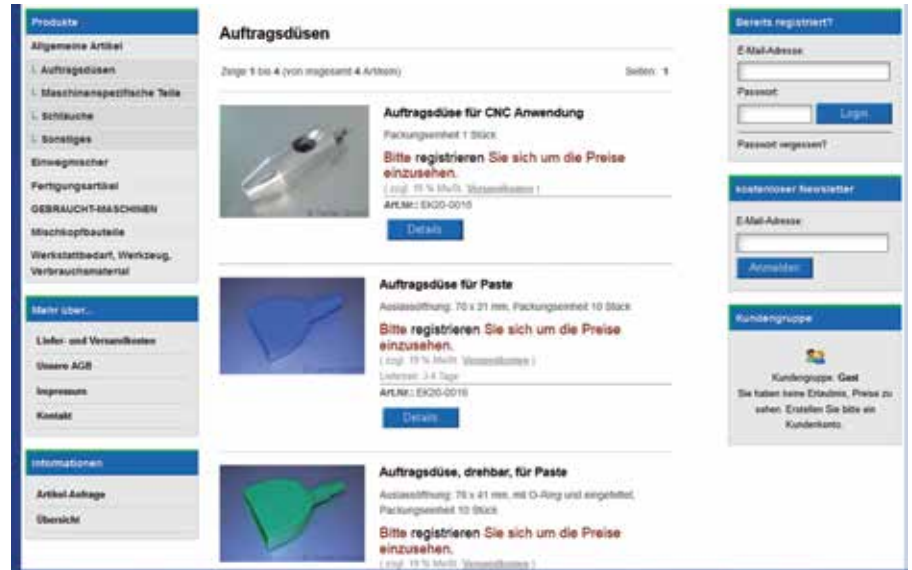 Produkte
Allgemeine Artikel
└ Auftragsdüsen
└ Maschinenspezifische Teile
└ Schläuche
└ Sonstiges
Einwegmischer
Fertigungsartikel
GEBRAUCHT-MASCHINEN
Mischkopfbauteile
Werkstattbedarf, Werkzeug,
Verbrauchsmaterial
Mehr über...
Liefer- und Versandkosten
Unsere AGB
Impressum
Kontakt
Informationen
Artikel-Anfrage
Übersicht
Auftragsdüsen
Zeige 1 bis 4 (von insgesamt 4 Artikeln)
Seiten: 1
Auftragsdüse für CNC Anwendung
Packungseinheit 1 Stück
Bitte registrieren Sie sich um die Preise
einzusehen.
( zzgl. 19 % MwSt. Versandkosten )
Art.Nr.: EK20-0016
Details
Auftragsdüse für Paste
Auslassöffnung: 70 x 31 mm, Packungseinheit 10 Stück
Bitte registrieren Sie sich um die Preise
einzusehen.
( zzgl. 19 % MwSt. Versandkosten )
Lieferzeit: 3-4 Tage
Art.Nr.: EK20-0016
Details
Auftragsdüse, drehbar, für Paste
Auslassöffnung: 76 x 41 mm, mit O-Ring und eingefettet,
Packungseinheit 10 Stück
Bitte registrieren Sie sich um die Preise
einzusehen.
( zzgl. 19 % MwSt. Versandkosten )
Bereits registriert?
E-Mail-Adresse:
Passwort:
Login
Passwort vergessen?
kostenloser Newsletter
E-Mail-Adresse:
Anmelden
Kundengruppe
Kundengruppe: Gast
Sie haben keine Erlaubnis, Preise zu
sehen. Erstellen Sie bitte ein
Kundenkonto.